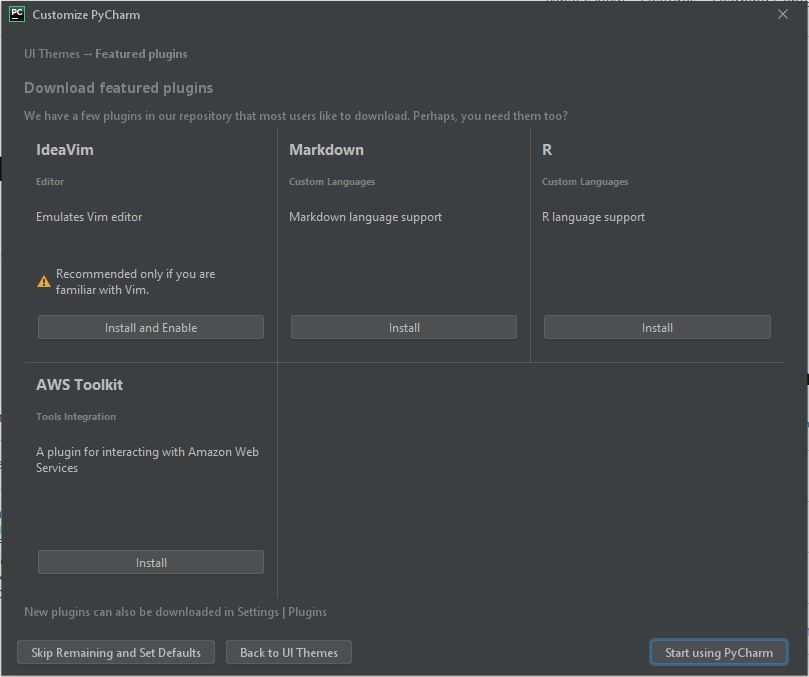 PC Customize PyCharm
UI Themes → Featured plugins
Download featured plugins
We have a few plugins in our repository that most users like to download. Perhaps, you need them too?
IdeaVim
Editor
Emulates Vim editor
Recommended only if you are
familiar with Vim.
Install and Enable
Markdown
Custom Languages
Markdown language support
Install
R
Custom Languages
R language support
Install
AWS Toolkit
Tools Integration
A plugin for interacting with Amazon Web
Services
Install
New plugins can also be downloaded in Settings | Plugins
Skip Remaining and Set Defaults
Back to UI Themes
Start using PyCharm